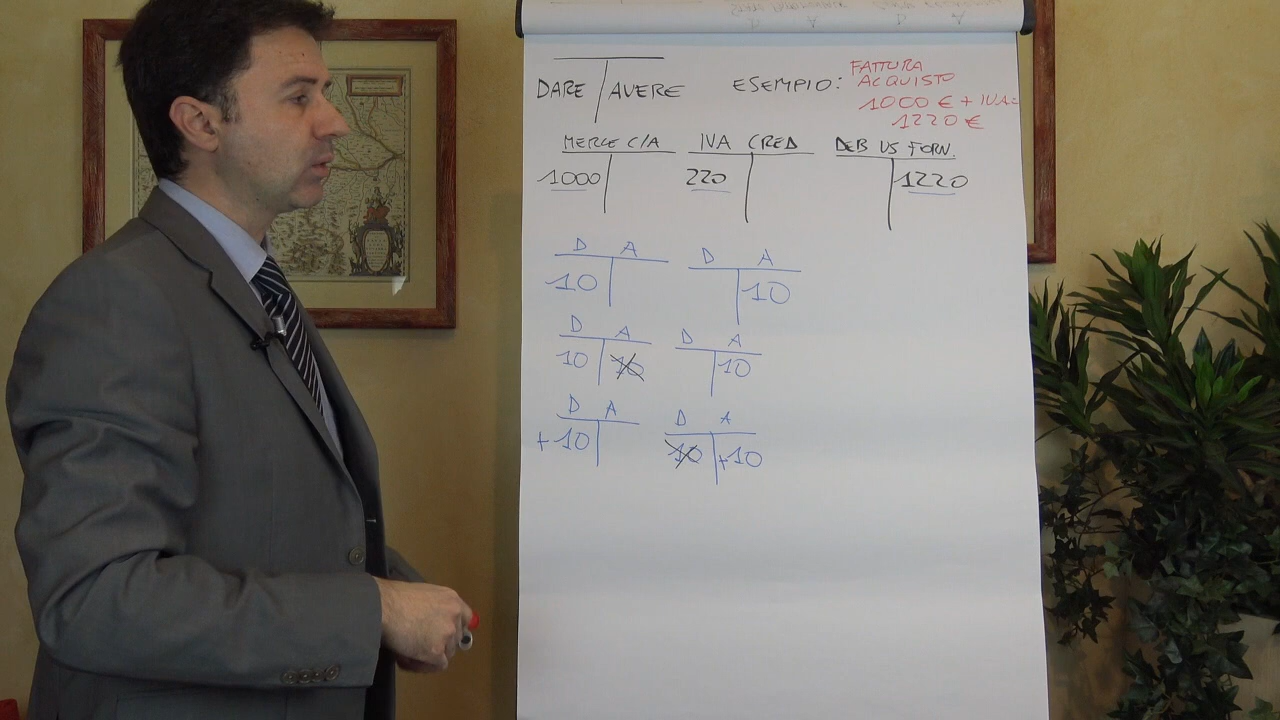 DARE AVERE ESEMPIO: FATTURA
ACQUISTO
1000 € + IVA =
1220 €
MERCE C/A IVA CRED DEB VS FORN.
1000 220 1220
D A D A
10 10
D A D A
10 10 10
D A D A
+10 10 +10